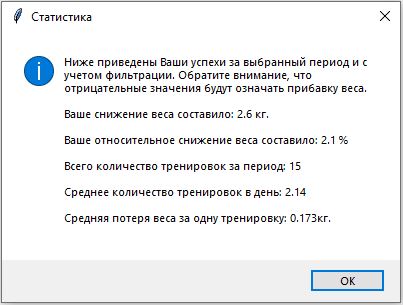 Статистика
Ниже приведены Ваши успехи за выбранный период и с
учетом фильтрации. Обратите внимание, что
отрицательные значения будут означать прибавку веса.
Ваше снижение веса составило: 2.6 кг.
Ваше относительное снижение веса составило: 2.1 %
Всего количество тренировок за период: 15
Среднее количество тренировок в день: 2.14
Средняя потеря веса за одну тренировку: 0.173кг.
ОК